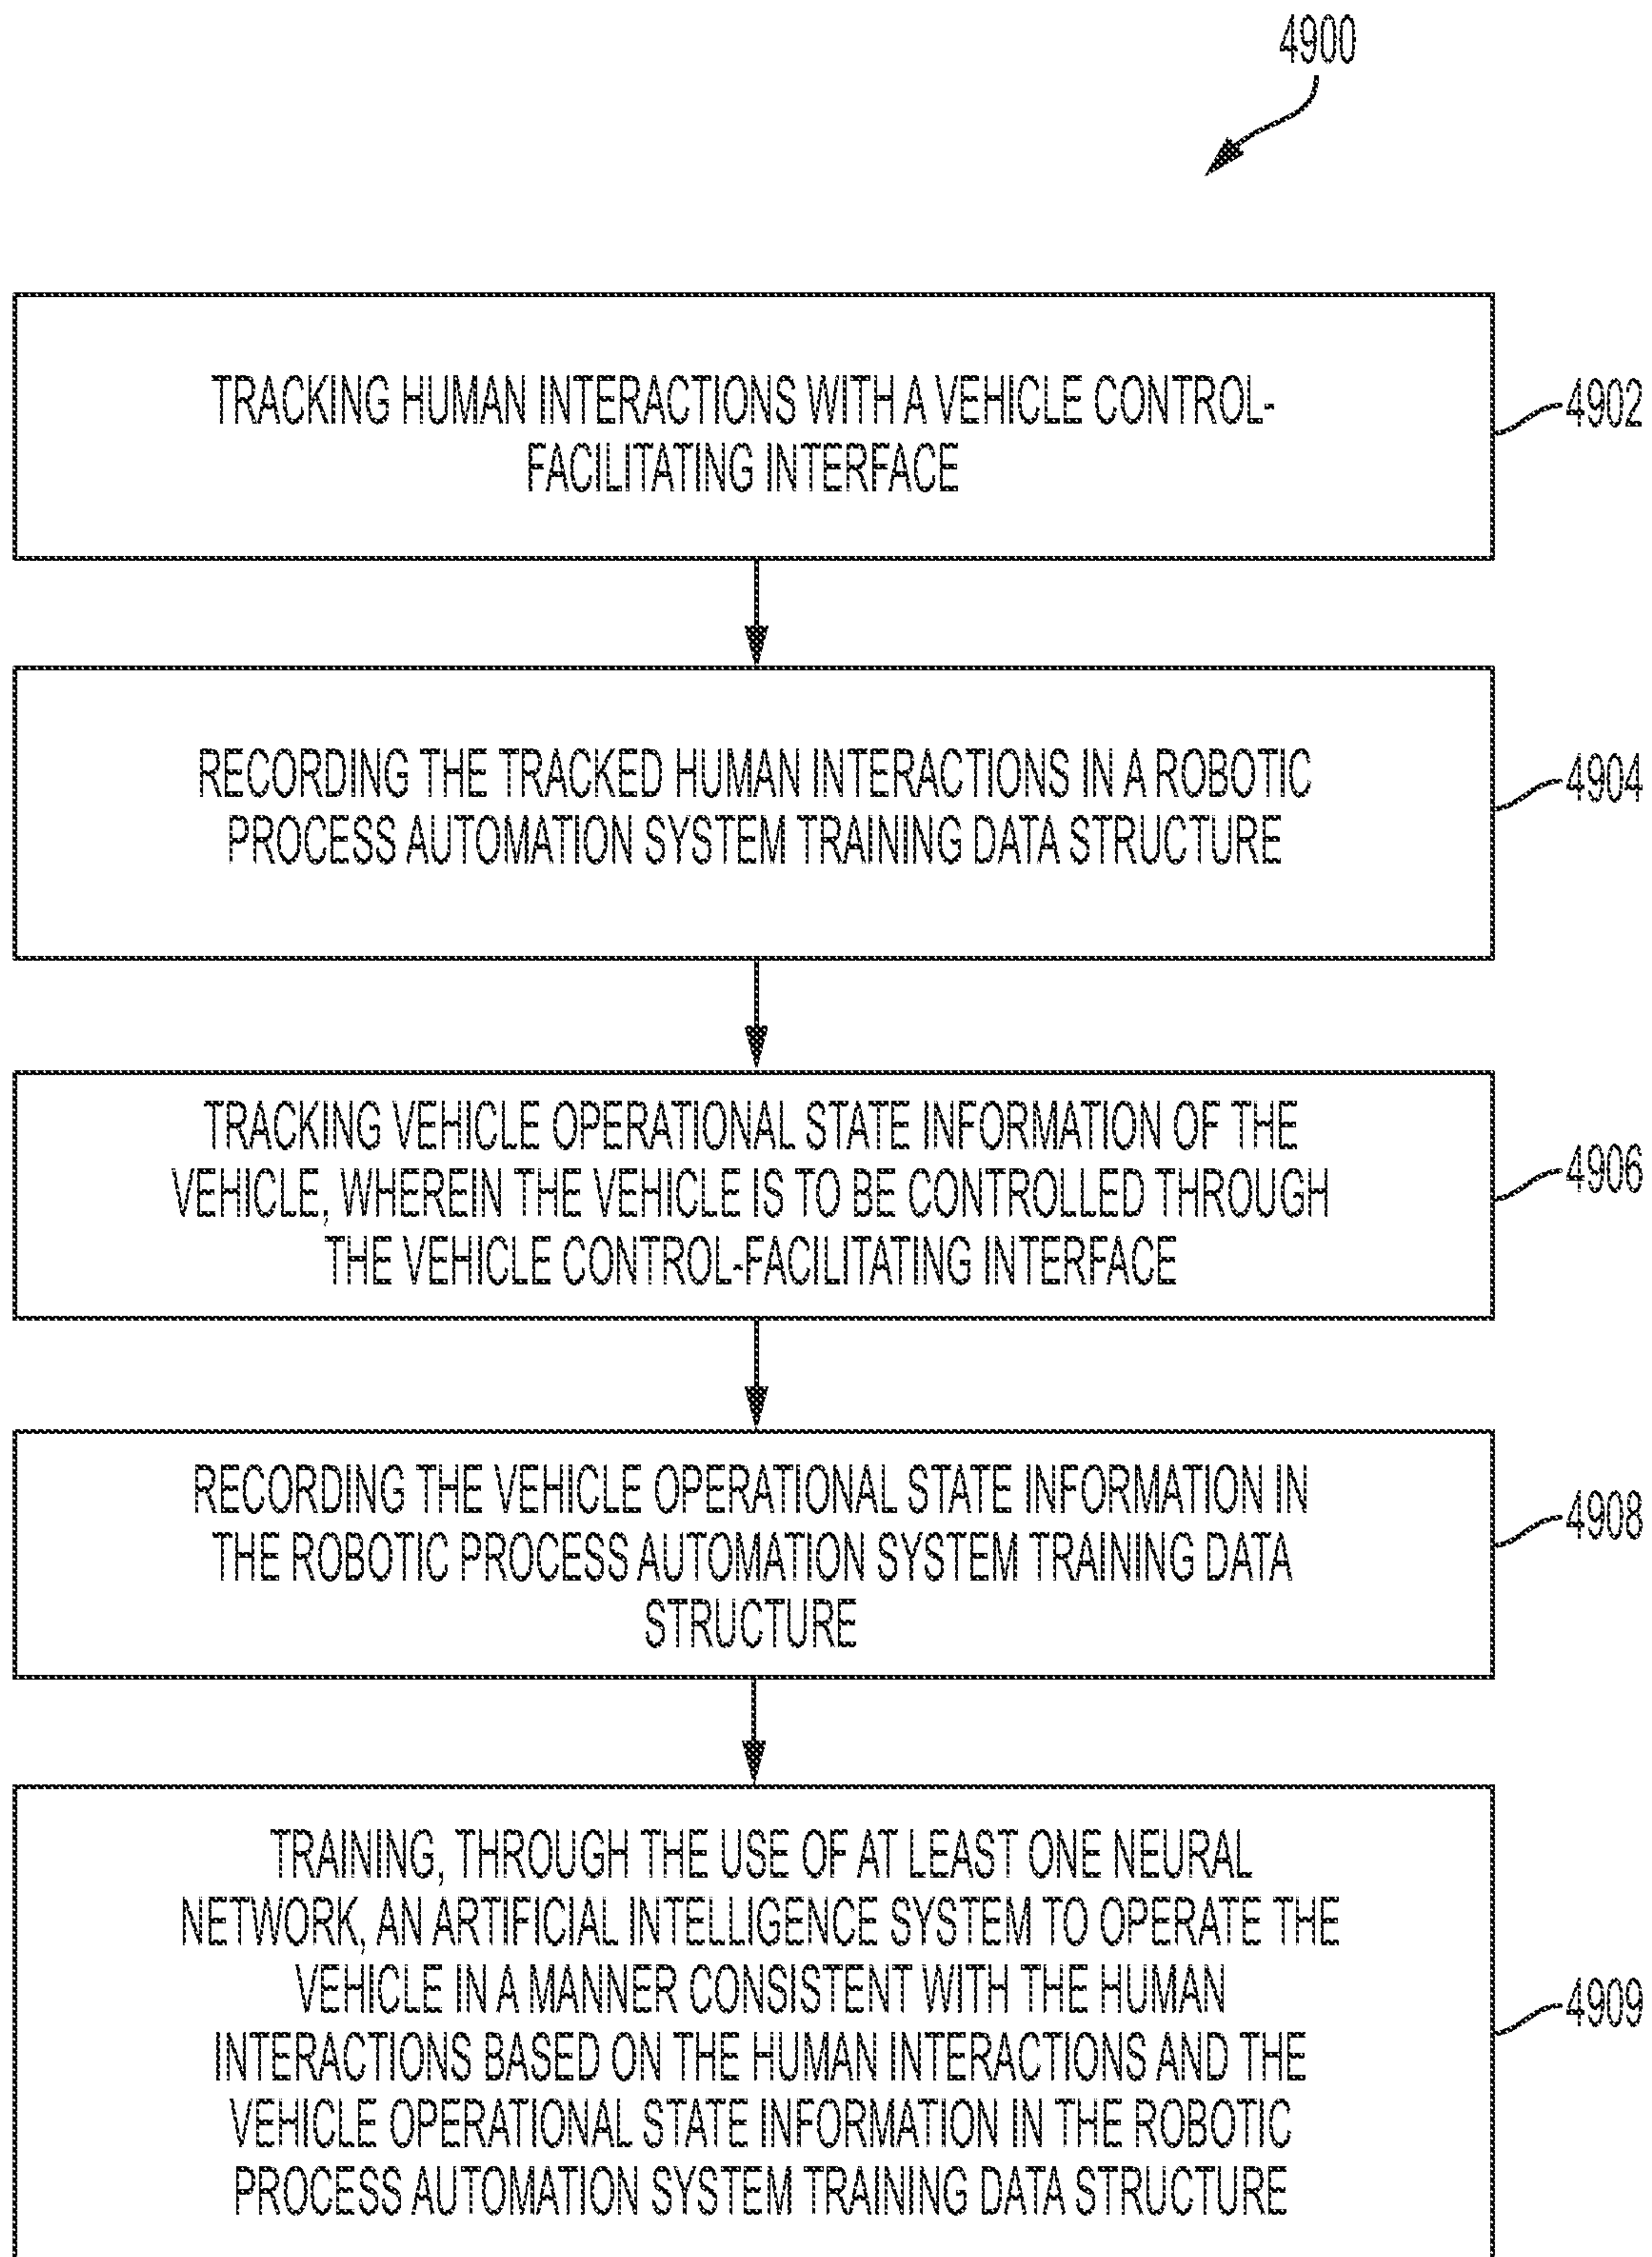 4900
TRACKING HUMAN INTERACTIONS WITH A VEHICLE CONTROL-
FACILITATING INTERFACE
4902
RECORDING THE TRACKED HUMAN INTERACTIONS IN A ROBOTIC
PROCESS AUTOMATION SYSTEM TRAINING DATA STRUCTURE
4904
TRACKING VEHICLE OPERATIONAL STATE INFORMATION OF THE
VEHICLE, WHEREIN THE VEHICLE IS TO BE CONTROLLED THROUGH
THE VEHICLE CONTROL-FACILITATING INTERFACE
4906
RECORDING THE VEHICLE OPERATIONAL STATE INFORMATION IN
THE ROBOTIC PROCESS AUTOMATION SYSTEM TRAINING DATA
STRUCTURE
4908
TRAINING, THROUGH THE USE OF AT LEAST ONE NEURAL
NETWORK, AN ARTIFICIAL INTELLIGENCE SYSTEM TO OPERATE THE
VEHICLE IN A MANNER CONSISTENT WITH THE HUMAN
INTERACTIONS BASED ON THE HUMAN INTERACTIONS AND THE
VEHICLE OPERATIONAL STATE INFORMATION IN THE ROBOTIC
PROCESS AUTOMATION SYSTEM TRAINING DATA STRUCTURE
4909